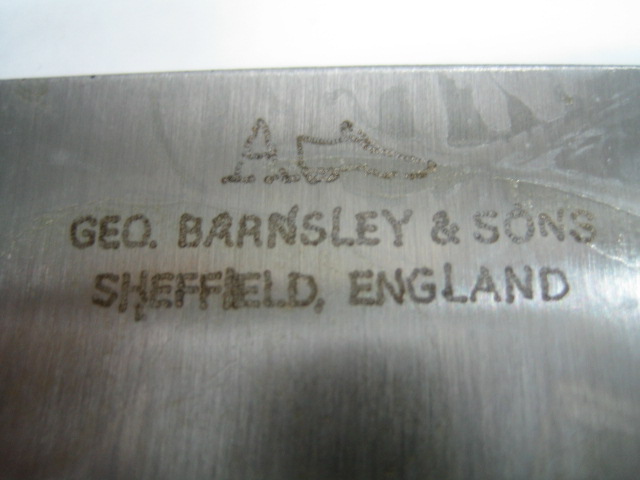 A
GEO. BARNSLEY & SONS
SHEFFIELD, ENGLAND